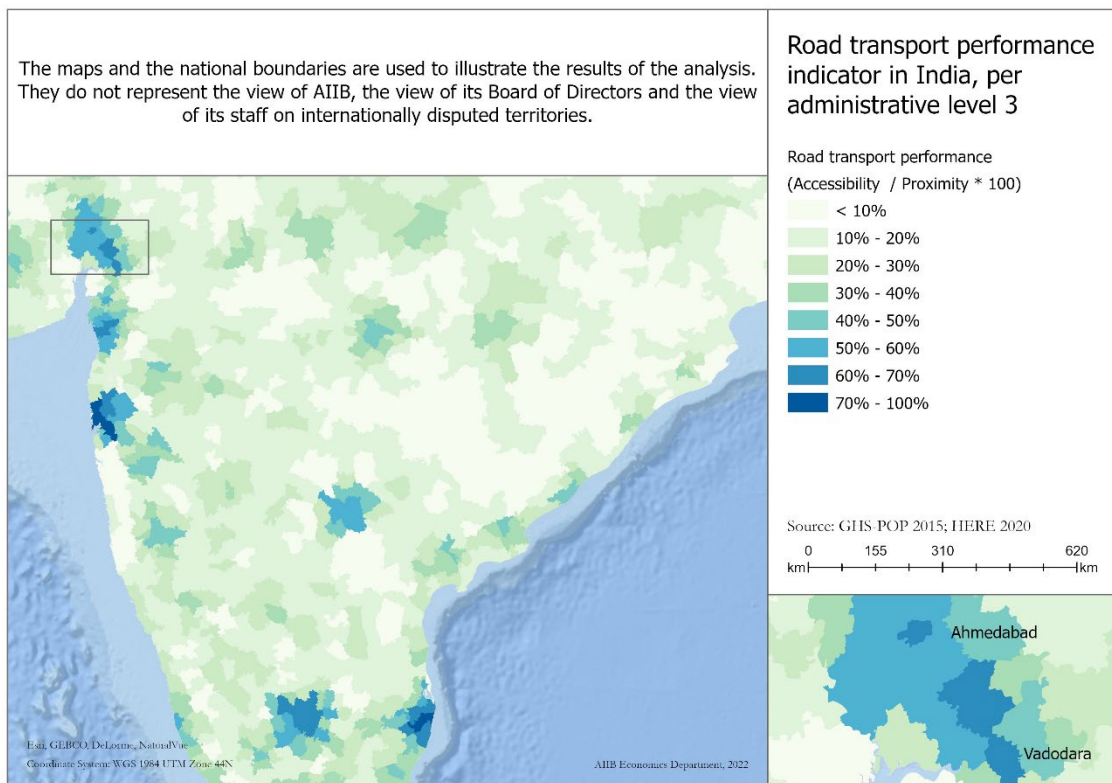 The maps and the national boundaries are used to illustrate the results of the analysis.
They do not represent the view of AIIB, the view of its Board of Directors and the view
of its staff on internationally disputed territories.
Road transport performance
indicator in India, per
administrative level 3
Road transport performance
(Accessibility / Proximity * 100)
< 10%
10% - 20%
20% - 30%
30% - 40%
40% - 50%
50% - 60%
60% - 70%
70% - 100%
Source: GHS-POP 2015; HERE 2020
0 155 310 620
km km
Ahmedabad
Vadodara
Esri, GEBCO, DeLorme, NaturalVue
Coordinate System: WGS 1984 UTM Zone 44N
AIIB Economics Department, 2022